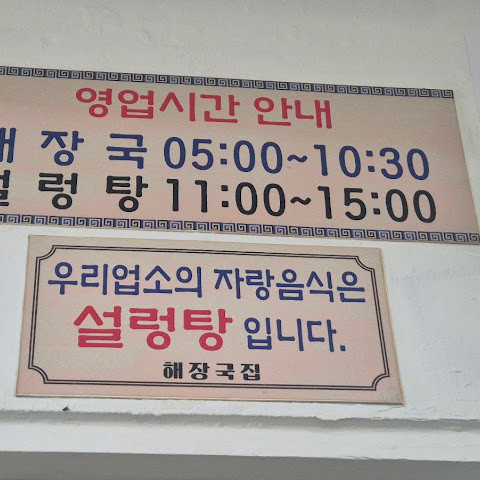 영업시간 안내
해 장 국 05:00~10:30
설 렁 탕 11:00~15:00
우리업소의 자랑음식은
설렁탕 입니다.
해장국집